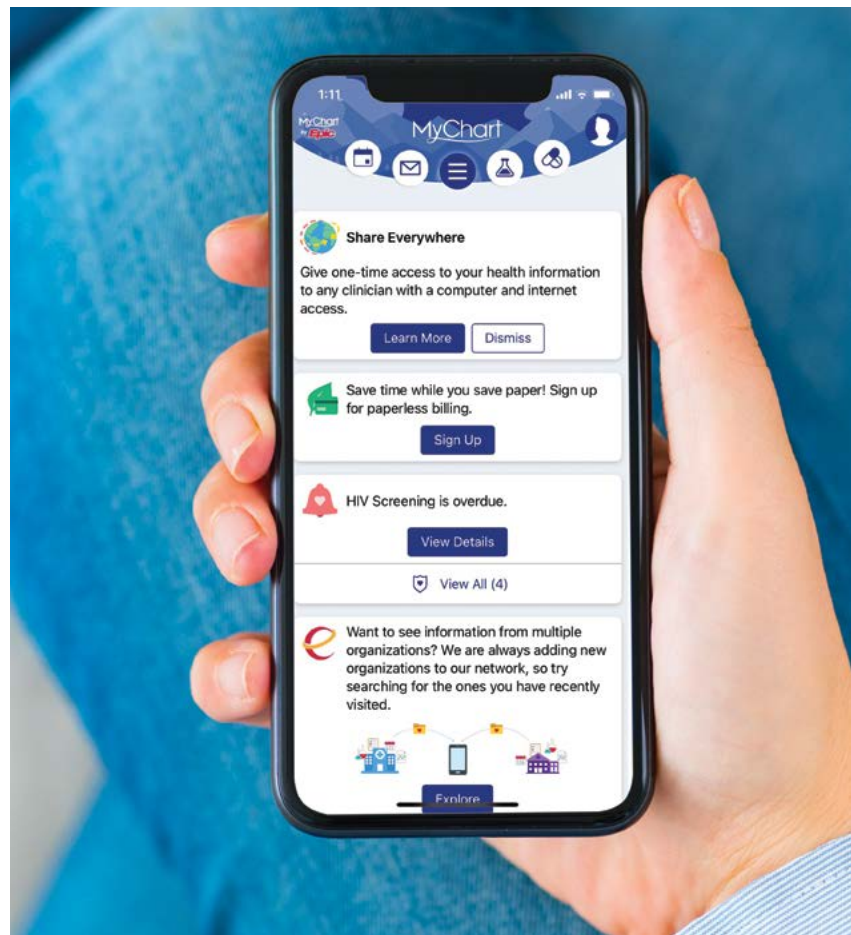 1:11
MyChart
by Epic
MyChart
Share Everywhere
Give one-time access to your health information
to any clinician with a computer and internet
access.
Learn More Dismiss
Save time while you save paper! Sign up
for paperless billing.
Sign Up
HIV Screening is overdue.
View Details
View All (4)
Want to see information from multiple
organizations? We are always adding new
organizations to our network, so try
searching for the ones you have recently
visited.
Explore